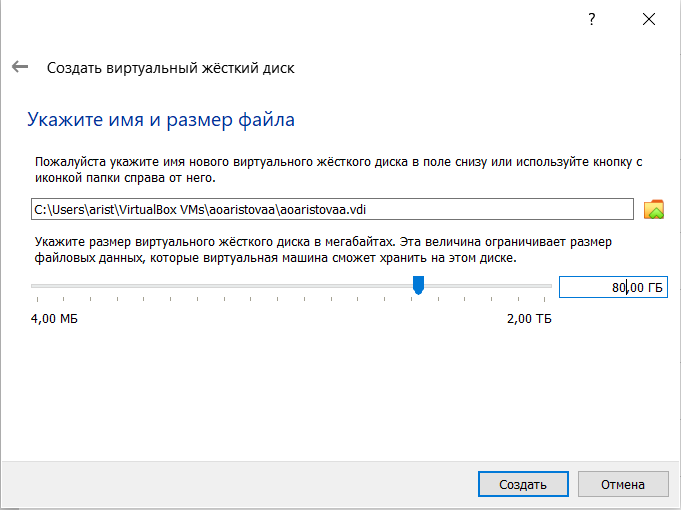 ?
Создать виртуальный жёсткий диск
Укажите имя и размер файла
Пожалуйста укажите имя нового виртуального жёсткого диска в поле снизу или используйте кнопку с
иконкой папки справа от него.
C:\Users\arist\VirtualBox VMs\aoaristovaa\aoaristovaa.vdi
Укажите размер виртуального жёсткого диска в мегабайтах. Эта величина ограничивает размер
файловых данных, которые виртуальная машина сможет хранить на этом диске.
80,00 ГБ
4,00 МБ 2,00 ТБ
Создать Отмена